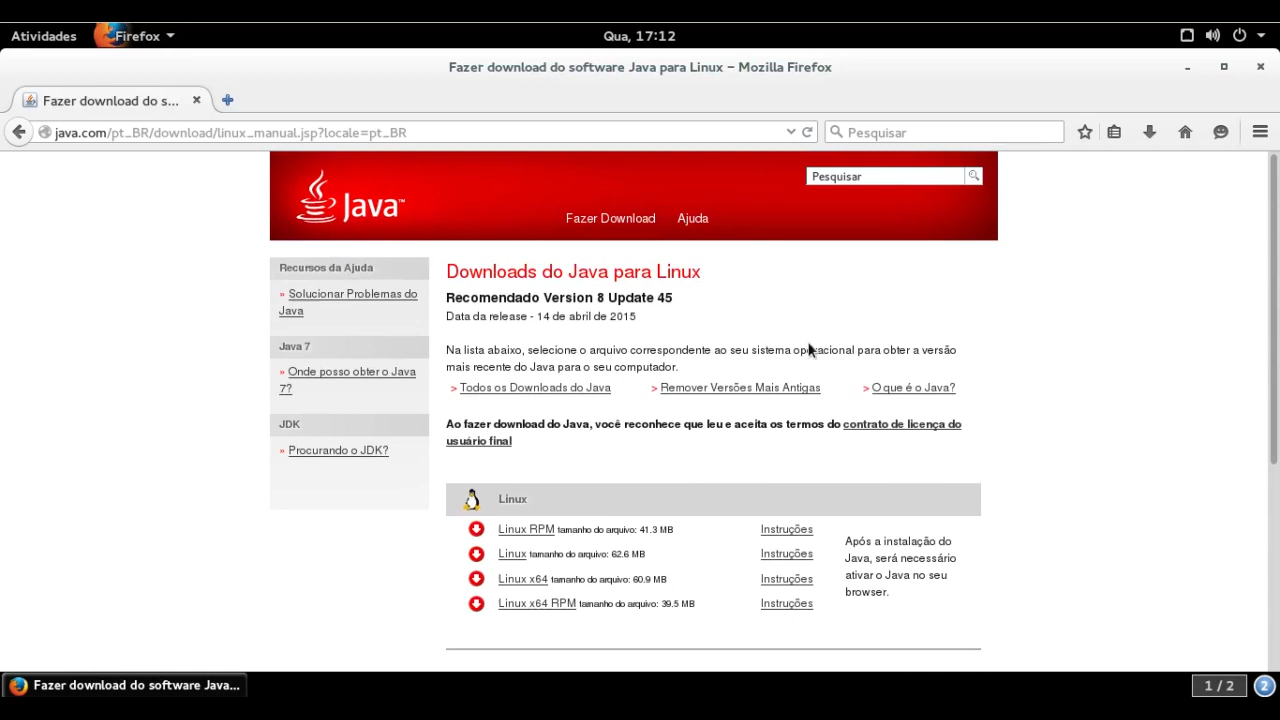 Atividades Firefox Qua, 17:12
Fazer download do software Java para Linux – Mozilla Firefox
Fazer download do s...
java.com/pt_BR/download/linux_manual.jsp?locale=pt_BR Pesquisar
Pesquisar
Java™
Fazer Download Ajuda
Recursos da Ajuda
» Solucionar Problemas do
Java
Java 7
» Onde posso obter o Java
7?
JDK
» Procurando o JDK?
Downloads do Java para Linux
Recomendado Version 8 Update 45
Data da release - 14 de abril de 2015
Na lista abaixo, selecione o arquivo correspondente ao seu sistema operacional para obter a versão
mais recente do Java para o seu computador.
> Todos os Downloads do Java > Remover Versões Mais Antigas > O que é o Java?
Ao fazer download do Java, você reconhece que leu e aceita os termos do contrato de licença do
usuário final
Linux
Linux RPM tamanho do arquivo: 41.3 MB Instruções
Linux tamanho do arquivo: 62.6 MB Instruções
Linux x64 tamanho do arquivo: 60.9 MB Instruções
Linux x64 RPM tamanho do arquivo: 39.5 MB Instruções
Após a instalação do
Java, será necessário
ativar o Java no seu
browser.
Fazer download do software Java... 1 / 2 2